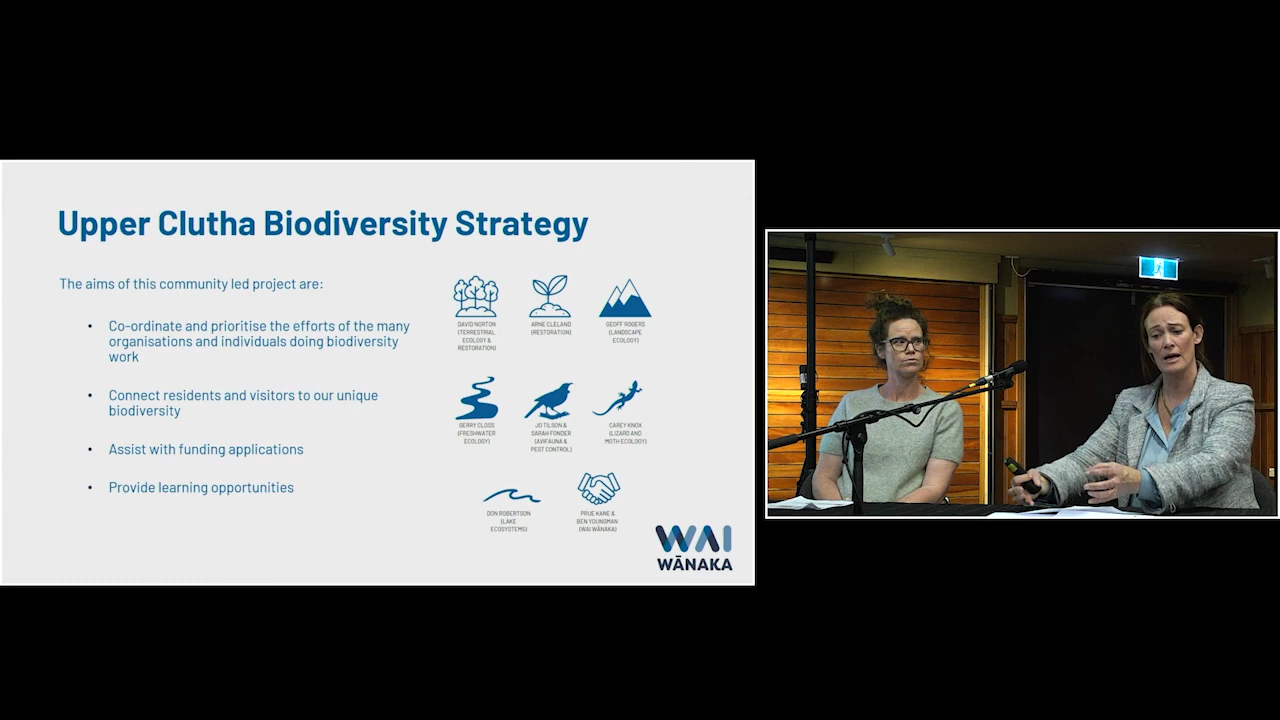 Upper Clutha Biodiversity Strategy
The aims of this community led project are:
• Co-ordinate and prioritise the efforts of the many
organisations and individuals doing biodiversity
work
• Connect residents and visitors to our unique
biodiversity
• Assist with funding applications
• Provide learning opportunities
DAVID NORTON
(TERRESTRIAL
ECOLOGY &
RESTORATION)
ARNE CLELAND
(RESTORATION)
GEOFF ROGERS
(LANDSCAPE
ECOLOGY)
GERRY CLOSS
(FRESHWATER
ECOLOGY)
JO TILSON &
SARAH FONDER
(AVIFAUNA &
PEST CONTROL)
CAREY KNOX
(LIZARD AND
MOTH ECOLOGY)
DON ROBERTSON
(LAKE
ECOSYSTEMS)
PRUE KANE &
BEN YOUNGMAN
(WAI WĀNAKA)
WAI
WĀNAKA